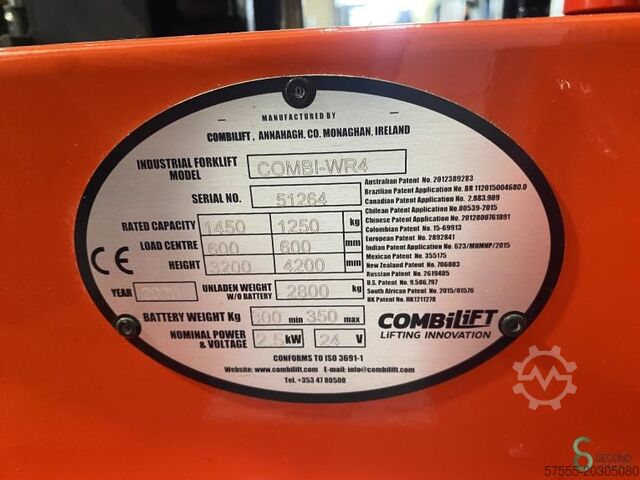 MANUFACTURED BY
COMBILIFT, ANNAHAGH. CO. MONAGHAN, IRELAND
INDUSTRIAL FORKLIFT MODEL COMBI-WR4
SERIAL NO. 51264
RATED CAPACITY 1450 1250 kg
LOAD CENTRE 600 600 mm
HEIGHT 3200 4200 mm
CE
YEAR UNLADEN WEIGHT W/O BATTERY 2800 kg
BATTERY WEIGHT Kg 300 min 350 max
NOMINAL POWER & VOLTAGE 2.5 kW 24 V
Australian Patent No. 2012389283
Brazilian Patent Application No. BR 112015004680.0
Canadian Patent No. 2,883,909
Chilean Patent No. 00539-2015
Chinese Patent Application No. 2012800761891
Colombian Patent No. 15-69913
European Patent No. 2892841
Indian Patent Application No. 623/MUMNP/2015
Mexican Patent No. 355175
New Zealand Patent No. 706083
Russian Patent No. 2619405
U.S. Patent No. 9,586,797
South African Patent No. 2015/01576
HK Patent No. HK1211278
COMBiLiFT
LiFTING INNOVATION
CONFORMS TO ISO 3691-1
Website: www.combilift.com E-mail: info@combilift.com
Tel. +353 47 80500
SECOND
57555-20305080